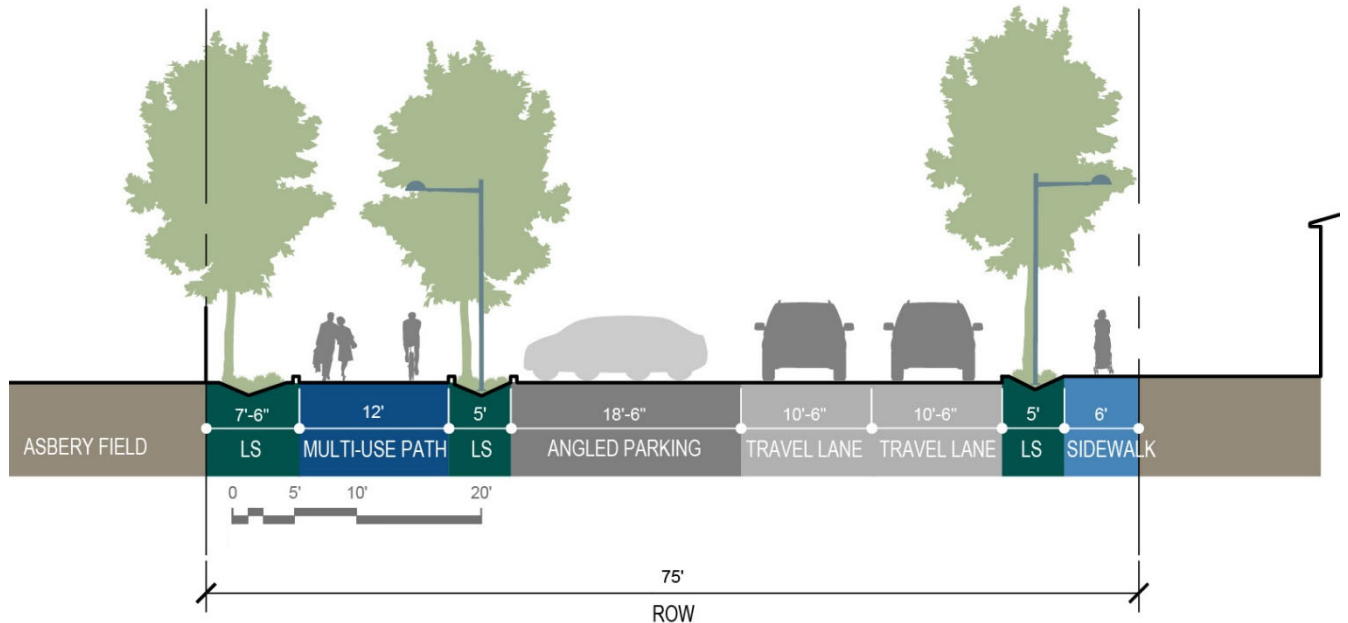 7'-6" 12' 5' 18'-6" 10'-6" 10'-6" 5' 6'
ASBERY FIELD LS MULTI-USE PATH LS ANGLED PARKING TRAVEL LANE TRAVEL LANE LS SIDEWALK
0 5' 10' 20'
75'
ROW